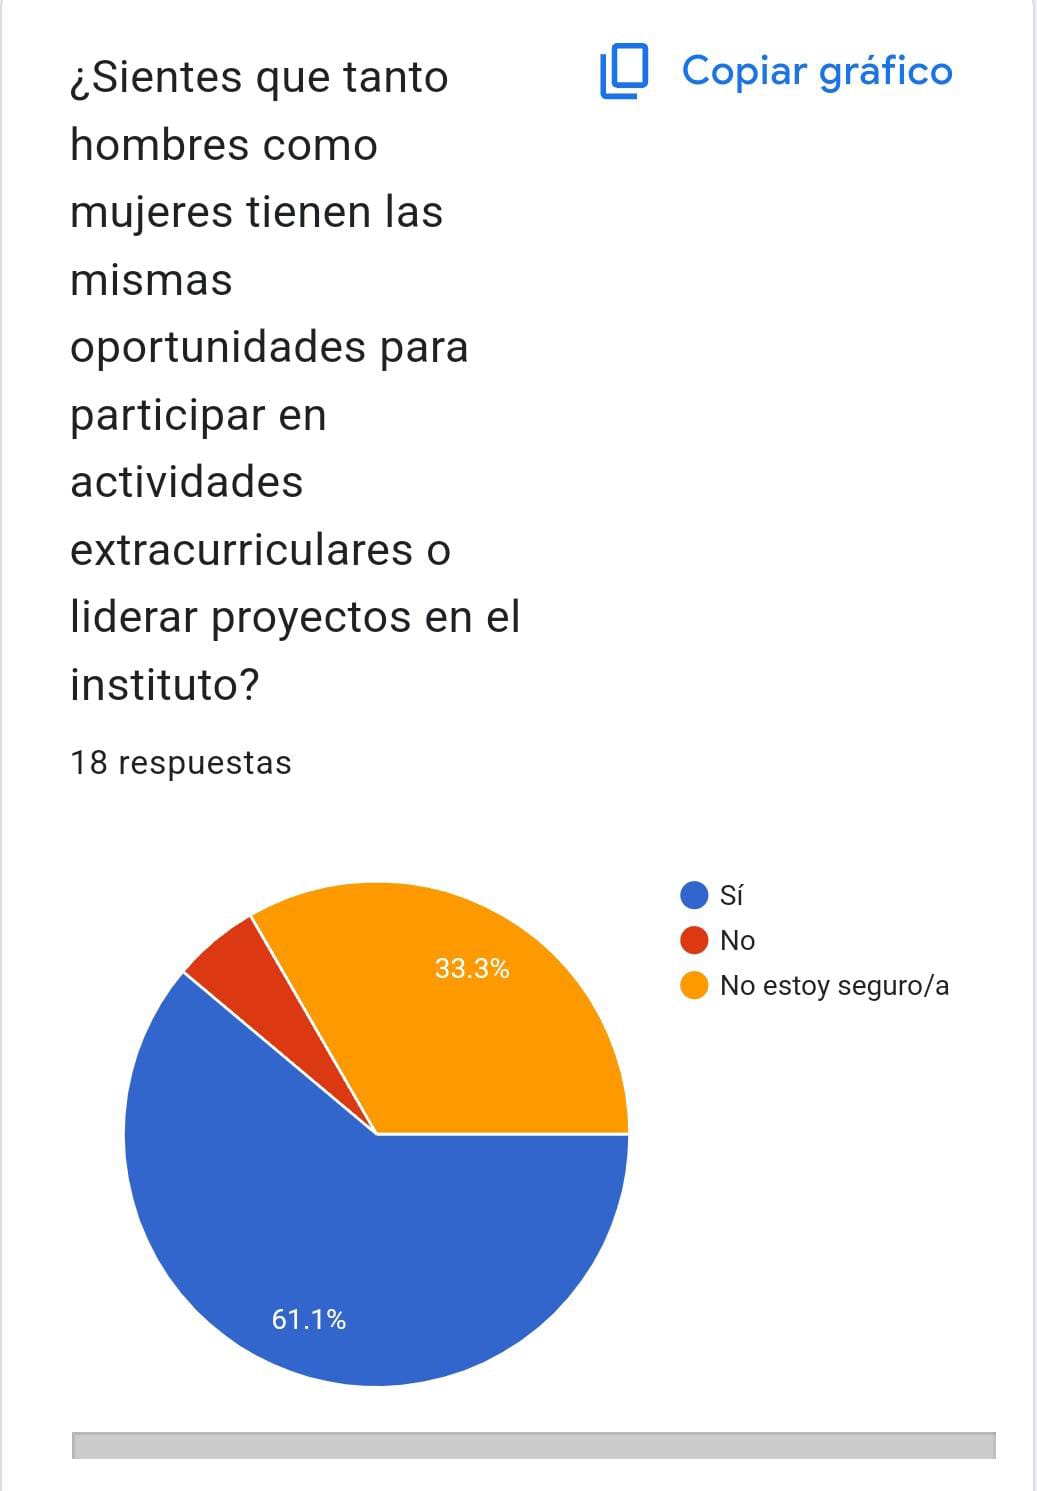 ¿Sientes que tanto
hombres como
mujeres tienen las
mismas
oportunidades para
participar en
actividades
extracurriculares o
liderar proyectos en el
instituto?
Copiar gráfico
18 respuestas
Sí
No
No estoy seguro/a
33.3%
61.1%